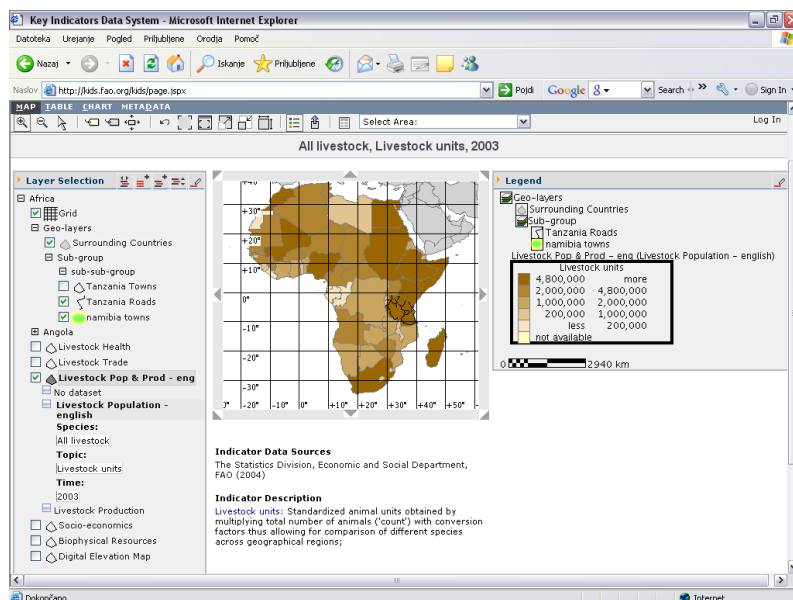 Key Indicators Data System - Microsoft Internet Explorer
Datoteka Urejanje Pogled Priljubljene Orodja Pomoč
Nazaj Iskanje Priljubljene
Naslov http://kids.fao.org/kids/page.jspx Pojdi Google Search Sign In
MAP TABLE CHART METADATA
Select Area: Log In
All livestock, Livestock units, 2003
Layer Selection
Africa
Grid
Geo-layers
Surrounding Countries
Sub-group
sub-sub-group
Tanzania Towns
Tanzania Roads
namibia towns
Angola
Livestock Health
Livestock Trade
Livestock Pop & Prod - eng
No dataset
Livestock Population -
english
Species:
All livestock
Topic:
Livestock units
Time:
2003
Livestock Production
Socio-economics
Biophysical Resources
Digital Elevation Map
+40
+30°
+20°
+10°
0°
-10°
-20°
-30°
-20° -10° 0° +10° +20° +30° +40° +50°
Indicator Data Sources
The Statistics Division, Economic and Social Department,
FAO (2004)
Indicator Description
Livestock units: Standardized animal units obtained by
multiplying total number of animals ('count') with conversion
factors thus allowing for comparison of different species
across geographical regions;
Legend
Geo-layers
Surrounding Countries
Sub-group
Tanzania Roads
namibia towns
Livestock Pop & Prod - eng (Livestock Population - english)
Livestock units
4,800,000 more
2,000,000 4,800,000
1,000,000 2,000,000
200,000 1,000,000
less 200,000
not available
0 2940 km
Dokončano Internet